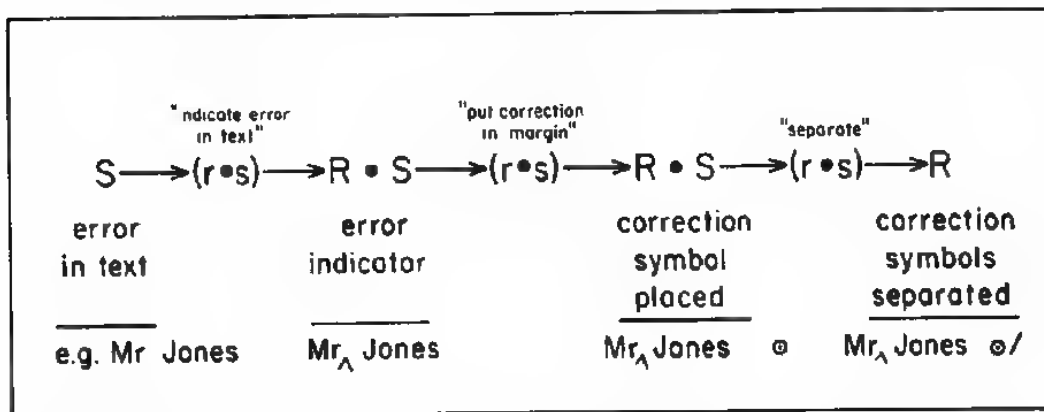 "ndicate error
in text"
"put correction
in margin"
"separate"
S → (r • s) → R • S → (r • s) → R • S → (r • s) → R
error
in text
error
indicator
correction
symbol
placed
correction
symbols
separated
e.g. Mr Jones
Mr‸ Jones
Mr‸ Jones ⊙
Mr‸ Jones ⊙/